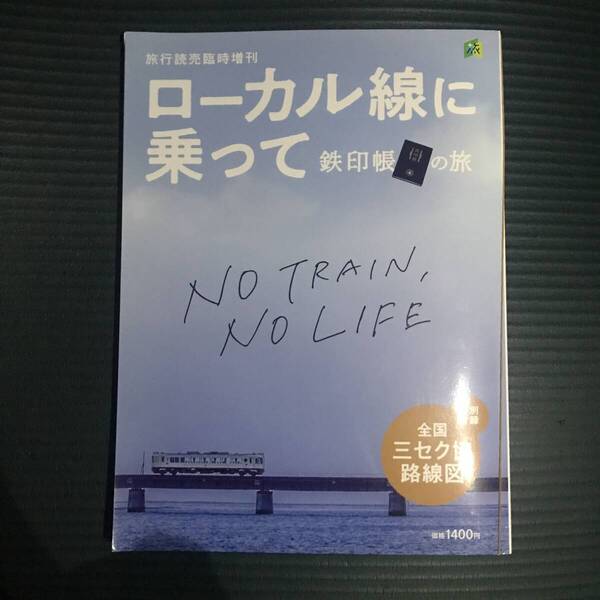 旅行読売臨時増刊
ローカル線に
乗って 鉄印帳の旅
NO TRAIN,
NO LIFE
別
録
全国
三セク
路線図
価格1400円